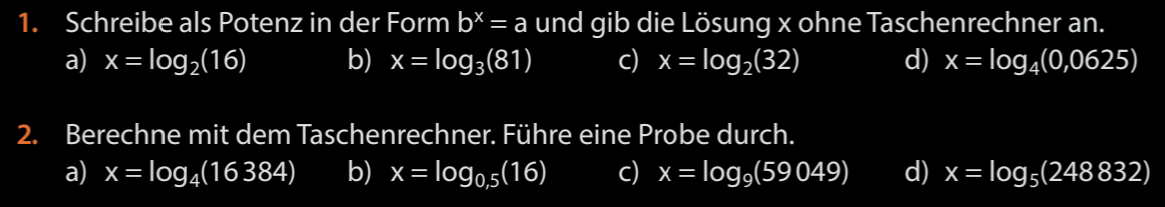 1. Schreibe als Potenz in der Form bˣ = a und gib die Lösung x ohne Taschenrechner an.
a) x = log₂(16) b) x = log₃(81) c) x = log₂(32) d) x = log₄(0,0625)
2. Berechne mit dem Taschenrechner. Führe eine Probe durch.
a) x = log₄(16 384) b) x = log₀,₅(16) c) x = log₉(59 049) d) x = log₅(248 832)